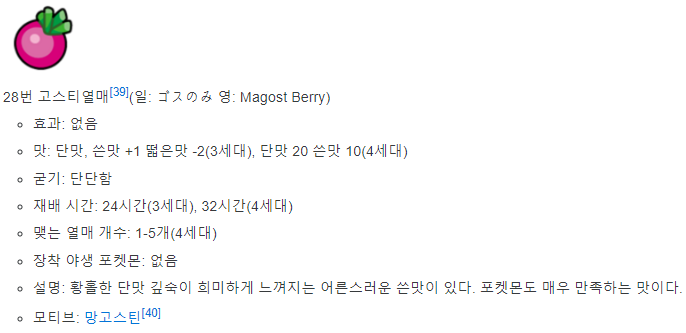 28번 고스티열매[39](일: ゴスのみ 영: Magost Berry)
효과: 없음
맛: 단맛, 쓴맛 +1 떫은맛 -2(3세대), 단맛 20 쓴맛 10(4세대)
굳기: 단단함
재배 시간: 24시간(3세대), 32시간(4세대)
맺는 열매 개수: 1-5개(4세대)
장착 야생 포켓몬: 없음
설명: 황홀한 단맛 깊숙이 희미하게 느껴지는 어른스러운 쓴맛이 있다. 포켓몬도 매우 만족하는 맛이다.
모티브: 망고스틴[40]